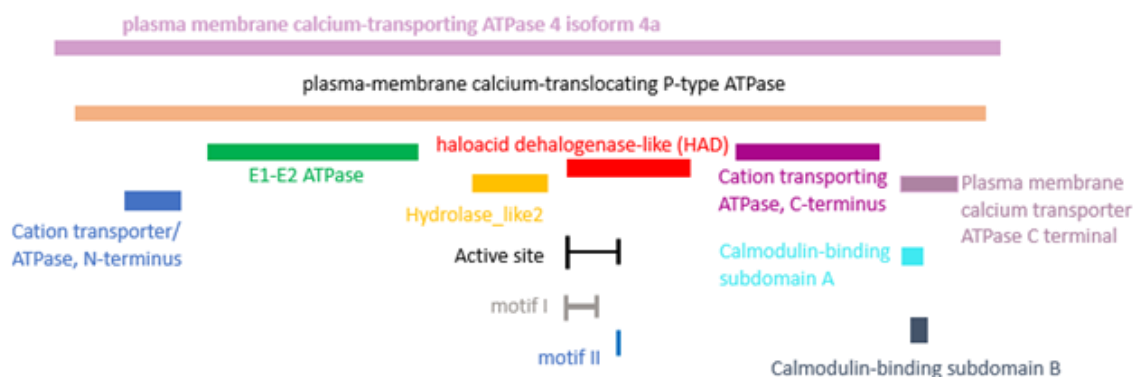 plasma membrane calcium-transporting ATPase 4 isoform 4a
plasma-membrane calcium-translocating P-type ATPase
haloacid dehalogenase-like (HAD)
E1-E2 ATPase
Cation transporting
ATPase, C-terminus
Plasma membrane
calcium transporter
ATPase C terminal
Hydrolase_like2
Cation transporter/
ATPase, N-terminus
Active site
Calmodulin-binding
subdomain A
motif I
motif II
Calmodulin-binding subdomain B